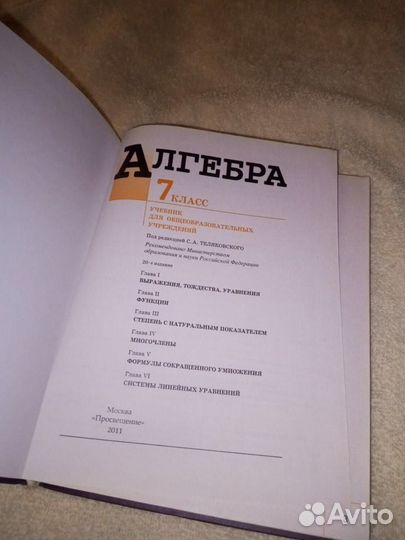 АЛГЕБРА
7 КЛАСС
УЧЕБНИК
ДЛЯ ОБЩЕОБРАЗОВАТЕЛЬНЫХ
УЧРЕЖДЕНИЙ
Под редакцией С. А. ТЕЛЯКОВСКОГО
Рекомендовано Министерством
образования и науки Российской Федерации
20-е издание
Глава I
ВЫРАЖЕНИЯ, ТОЖДЕСТВА, УРАВНЕНИЯ
Глава II
ФУНКЦИИ
Глава III
СТЕПЕНЬ С НАТУРАЛЬНЫМ ПОКАЗАТЕЛЕМ
Глава IV
МНОГОЧЛЕНЫ
Глава V
ФОРМУЛЫ СОКРАЩЕННОГО УМНОЖЕНИЯ
Глава VI
СИСТЕМЫ ЛИНЕЙНЫХ УРАВНЕНИЙ
Москва
«Просвещение»
2011
Avito